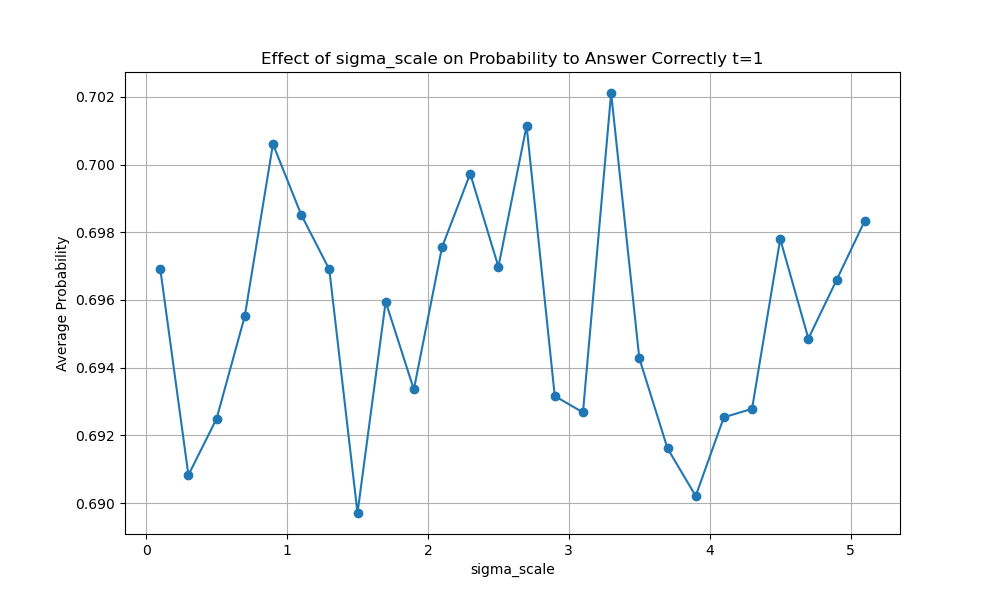 Effect of sigma_scale on Probability to Answer Correctly t=1
0.702
0.700
0.698
0.696
0.694
0.692
0.690
Average Probability
0 1 2 3 4 5
sigma_scale